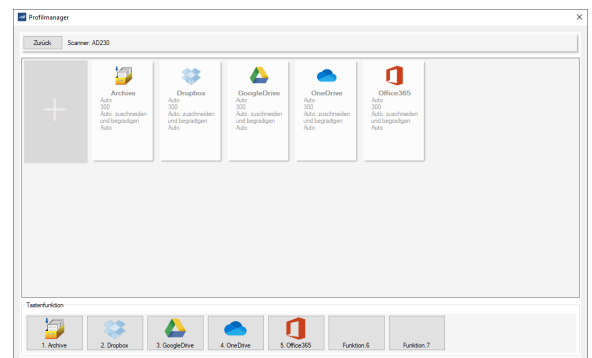 Profilmanager
Zurück Scanner: AD230
Archive
Auto
300
Auto. zuschneiden
und begradigen
Auto
Dropbox
Auto
300
Auto. zuschneiden
und begradigen
Auto
GoogleDrive
Auto
300
Auto. zuschneiden
und begradigen
Auto
OneDrive
Auto
300
Auto. zuschneiden
und begradigen
Auto
Office365
Auto
300
Auto. zuschneiden
und begradigen
Auto
Tastenfunktion
1. Archive 2. Dropbox 3. GoogleDrive 4. OneDrive 5. Office365 Funktion.6 Funktion.7